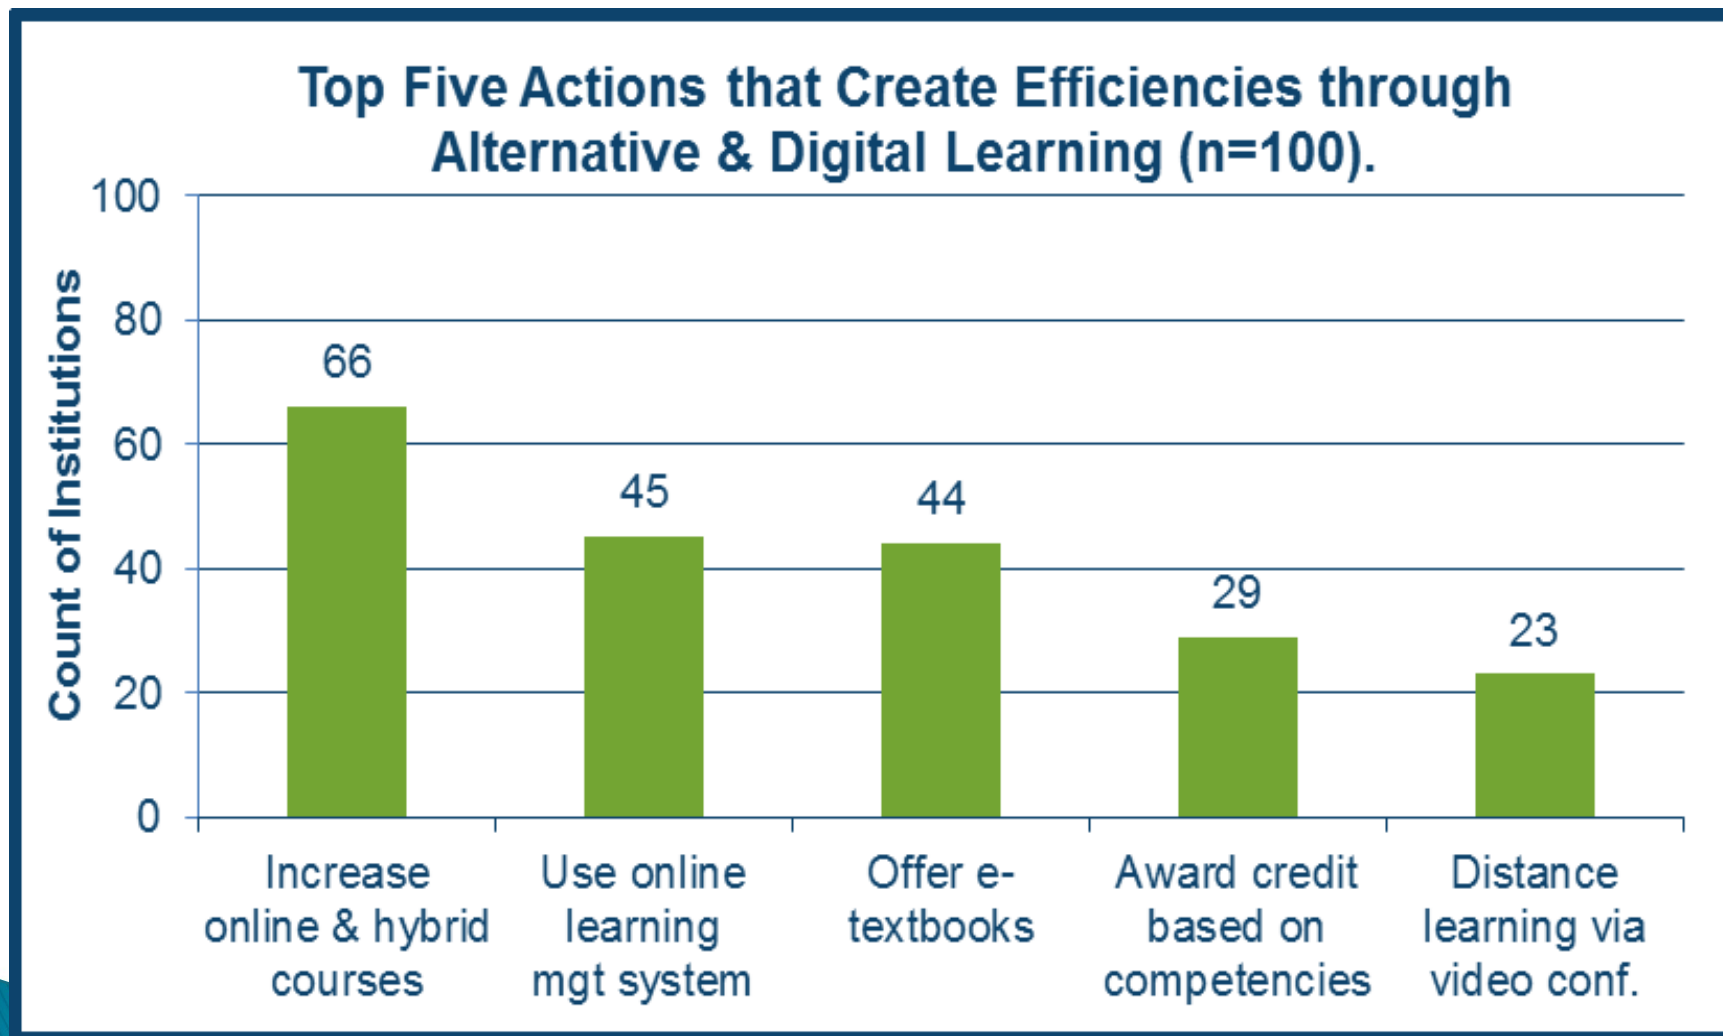 Top Five Actions that Create Efficiencies through
Alternative & Digital Learning (n=100).
Count of Institutions
100
80
60
40
20
0
66
45
44
29
23
Increase
online & hybrid
courses
Use online
learning
mgt system
Offer e-
textbooks
Award credit
based on
competencies
Distance
learning via
video conf.